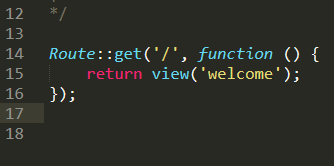 12 */
13
14 Route::get('/', function () {
15     return view('welcome');
16 });
17
18